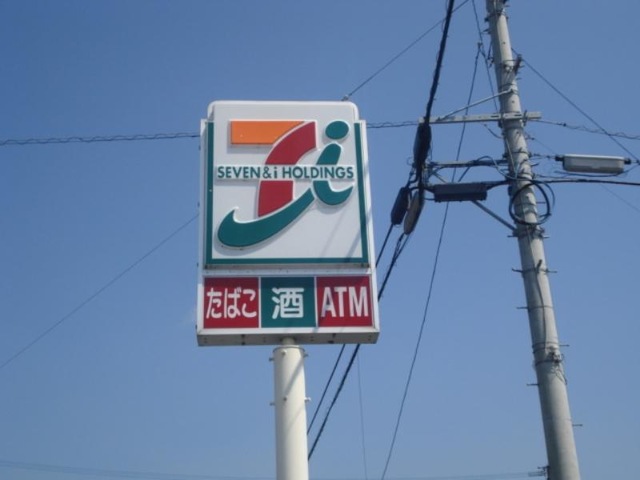 SEVEN & i HOLDINGS
たばこ 酒 ATM